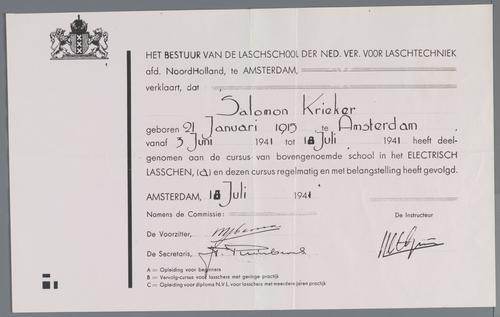 HET BESTUUR VAN DE LASCHSCHOOL DER NED. VER. VOOR LASCHTECHNIEK
afd. NoordHolland, te AMSTERDAM,
verklaart, dat
Salomon Krieker
geboren 21 Januari 1915 te Amsterdam
vanaf 3 Juni 1941 tot 18 Juli 1941 heeft deel-
genomen aan de cursus van bovengenoemde school in het ELECTRISCH
LASSCHEN, (A) en dezen cursus regelmatig en met belangstelling heeft gevolgd.
AMSTERDAM, 18 Juli 1941
Namens de Commissie:
De Instructeur
De Voorzitter,
De Secretaris,
A = Opleiding voor beginners
B = Vervolg-cursus voor lasschers met geringe practijk
C = Opleiding voor diploma N.V.L. voor lasschers met meerdere jaren practijk